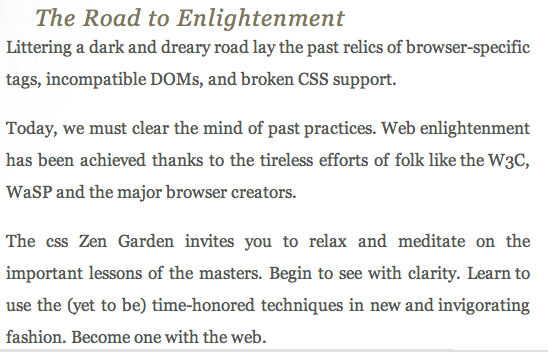 The Road to Enlightenment
Littering a dark and dreary road lay the past relics of browser-specific
tags, incompatible DOMs, and broken CSS support.
Today, we must clear the mind of past practices. Web enlightenment
has been achieved thanks to the tireless efforts of folk like the W3C,
WaSP and the major browser creators.
The css Zen Garden invites you to relax and meditate on the
important lessons of the masters. Begin to see with clarity. Learn to
use the (yet to be) time-honored techniques in new and invigorating
fashion. Become one with the web.